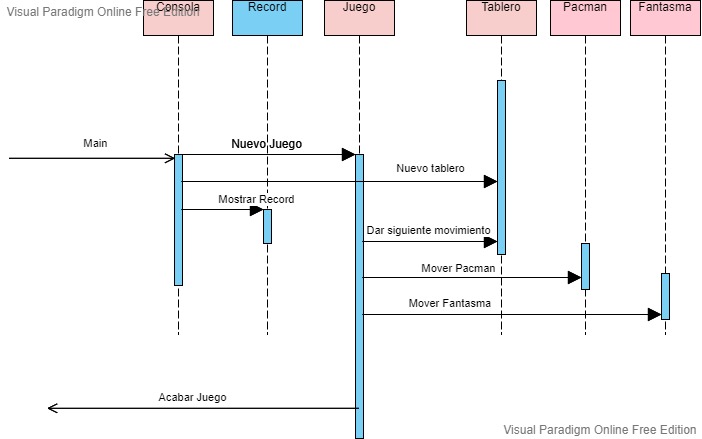 Visual Paradigm Online Free Edition
Consola
Record
Juego
Tablero
Pacman
Fantasma
Main
Nuevo Juego
Nuevo tablero
Mostrar Record
Dar siguiente movimiento
Mover Pacman
Mover Fantasma
Acabar Juego
Visual Paradigm Online Free Edition